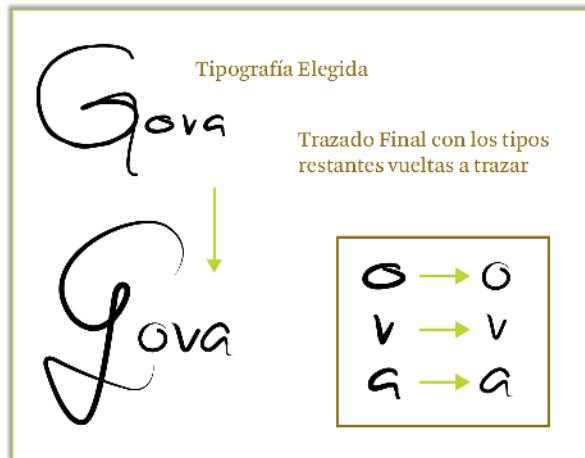 Gova
Tipografía Elegida
Trazado Final con los tipos
restantes vueltas a trazar
Gova
o o
v v
a a